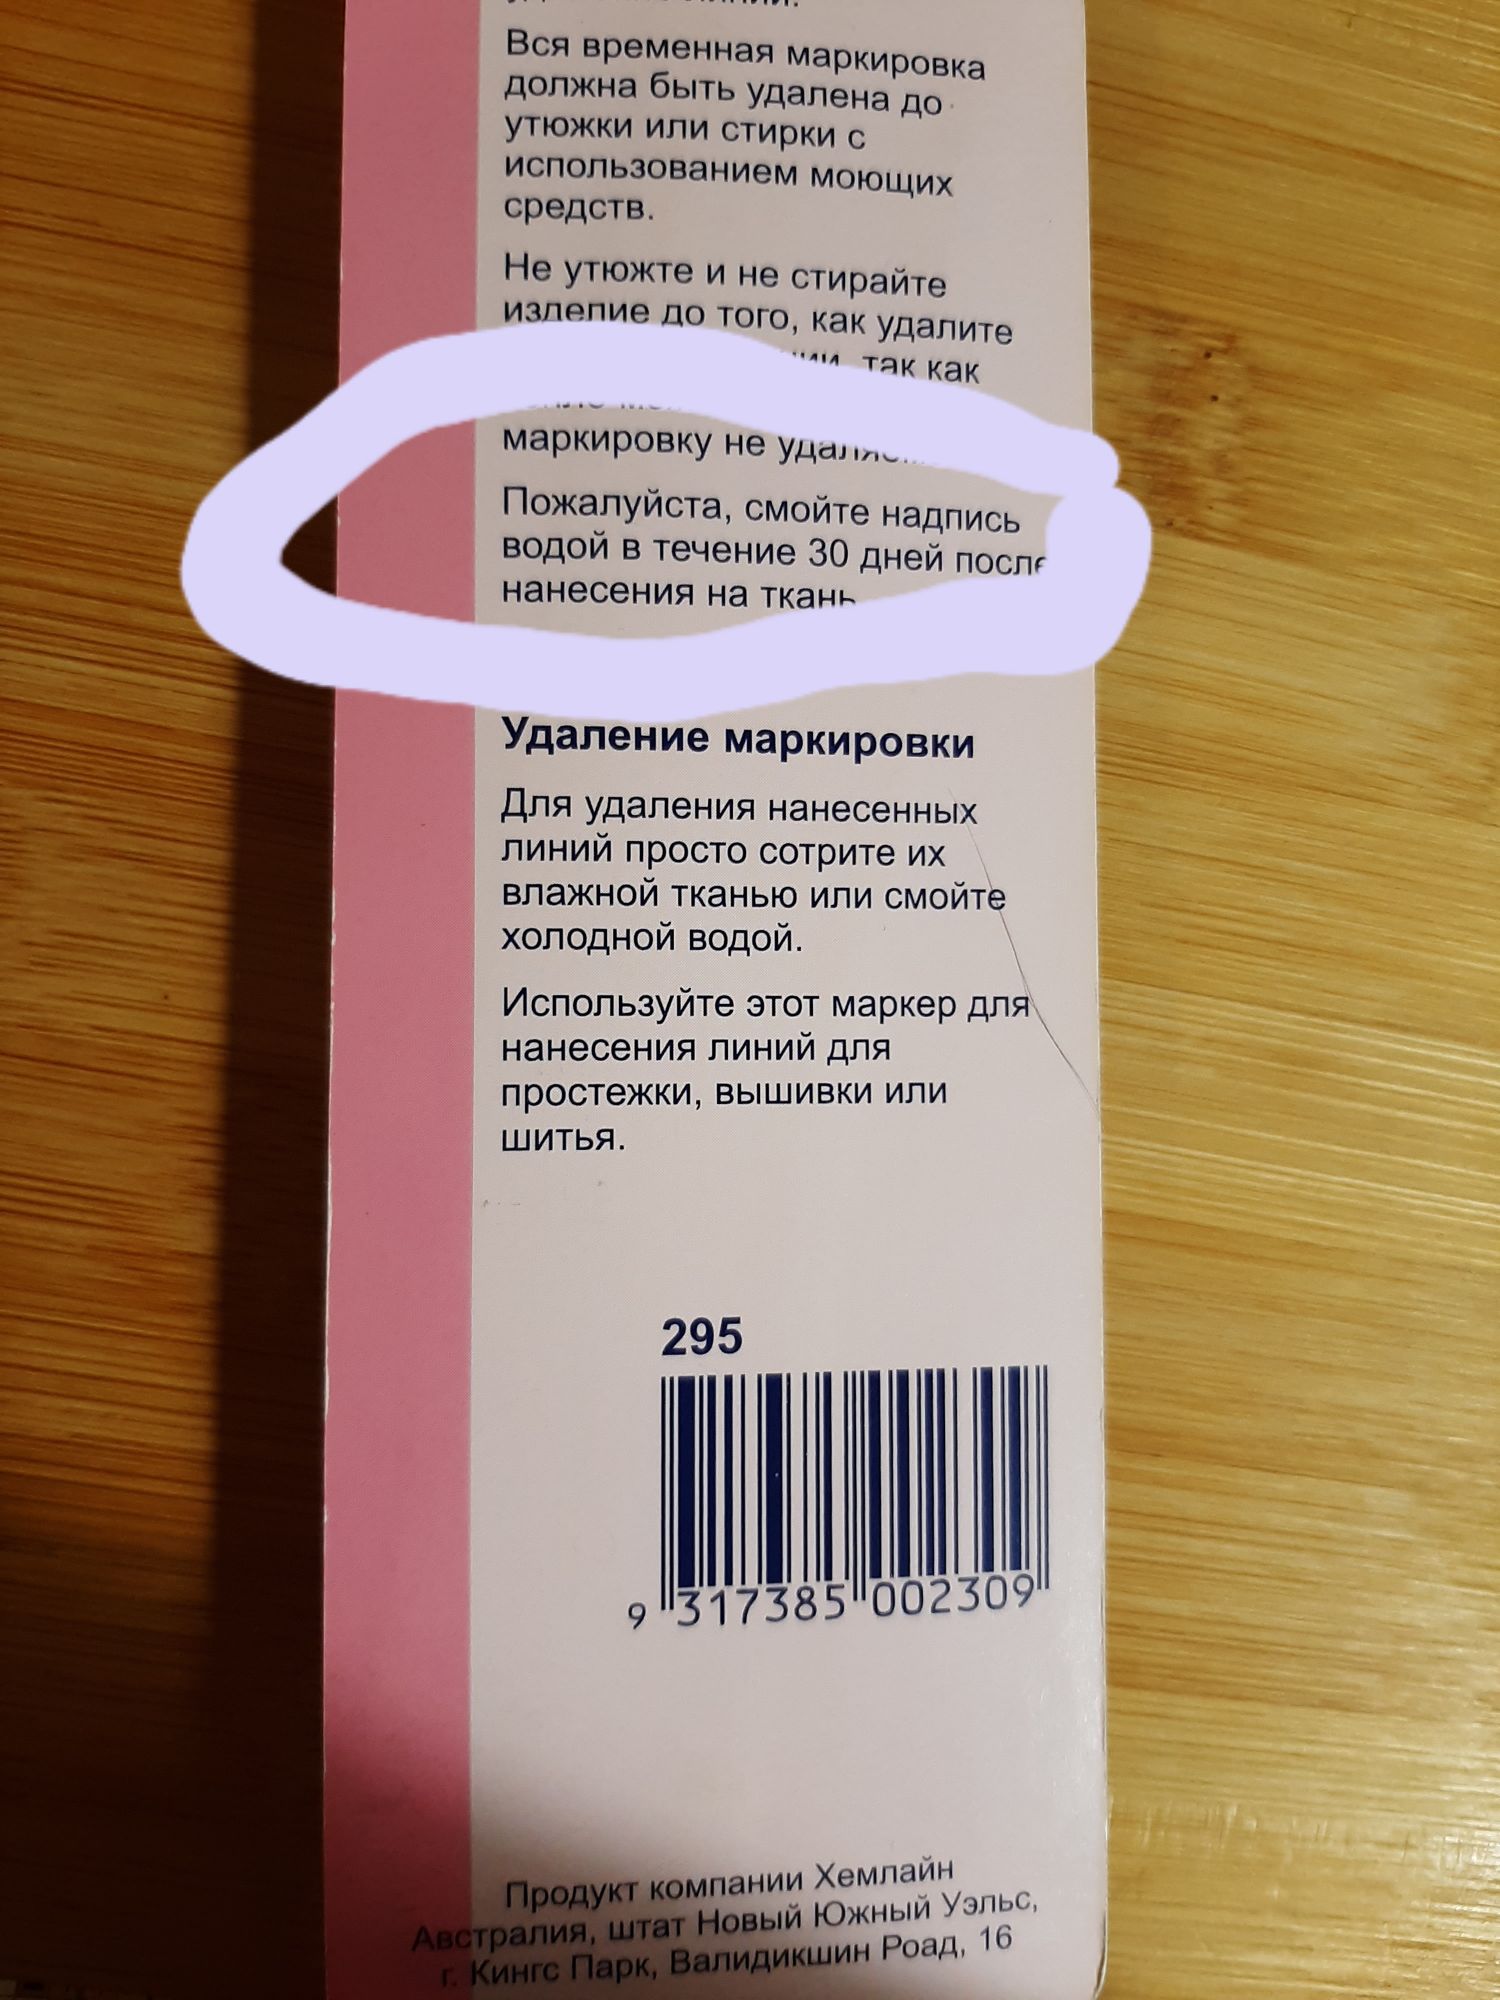 Вся временная маркировка
должна быть удалена до
утюжки или стирки с
использованием моющих
средств.
Не утюжте и не стирайте
изделие до того, как удалите
так как
маркировку не
Пожалуйста, смойте надпись
водой в течение 30 дней после
нанесения на ткань
Удаление маркировки
Для удаления нанесенных
линий просто сотрите их
влажной тканью или смойте
холодной водой.
Используйте этот маркер для
нанесения линий для
простежки, вышивки или
шитья.
295
9 317385 002309
Продукт компании Хемлайн
Австралия, штат Новый Южный Уэльс,
г. Кингс Парк, Валидикшин Роад, 16